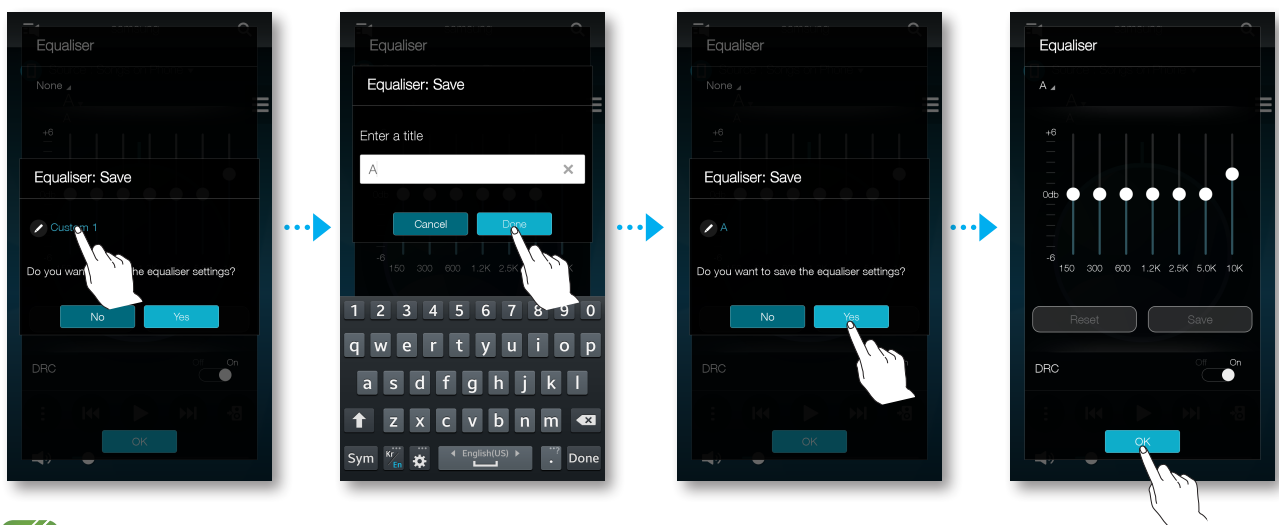 Equaliser
None
+6
Equaliser: Save
Custom 1
Do you wan the equaliser settings?
No
Yes
DRC
Off
On
OK
Equaliser
Equaliser: Save
Enter a title
A
Cancel
Done
-6
150 300 600 1.2K 2.5K
1 2 3 4 5 6 7 8 9 0
q w e r t y u i o p
a s d f g h j k l
z x c v b n m
Sym Kr En English(US) . Done
Equaliser
None
+6
Equaliser: Save
A
Do you want to save the equaliser settings?
No
Yes
DRC
OK
Equaliser
A
+6
0db
-6
150 300 600 1.2K 2.5K 5.0K 10K
Reset
Save
DRC
Off
On
OK